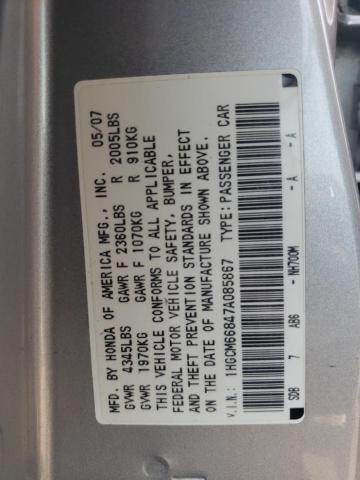 MFD. BY HONDA OF AMERICA MFG., INC. 05/07
GVWR 4345LBS GAWR F 2360LBS R 2005LBS
GVWR 1970KG GAWR F 1070KG R 910KG
THIS VEHICLE CONFORMS TO ALL APPLICABLE
FEDERAL MOTOR VEHICLE SAFETY, BUMPER,
AND THEFT PREVENTION STANDARDS IN EFFECT
ON THE DATE OF MANUFACTURE SHOWN ABOVE.
V.I.N.: 1HGCM66847A085867 TYPE: PASSENGER CAR
SDB 7 AB6 - NH700M - A - A